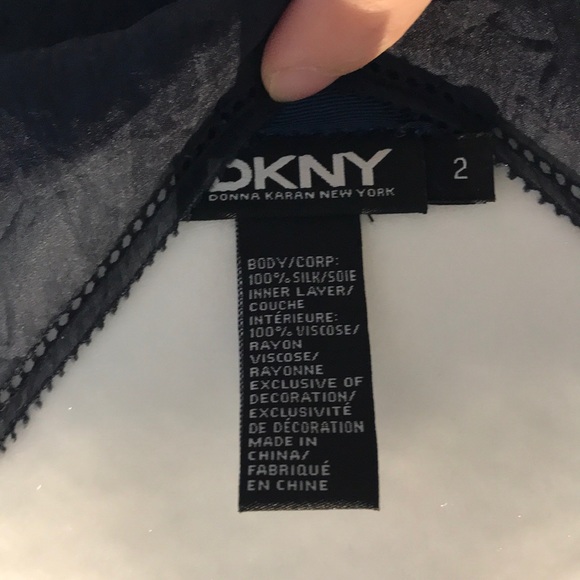 DKNY
DONNA KARAN NEW YORK
2
BODY/CORP:
100% SILK/SOIE
INNER LAYER/
COUCHE
INTÉRIEURE:
100% VISCOSE/
RAYON
VISCOSE/
RAYONNE
EXCLUSIVE OF
DECORATION/
EXCLUSIVITÉ
DE DÉCORATION
MADE IN
CHINA/
FABRIQUÉ
EN CHINE